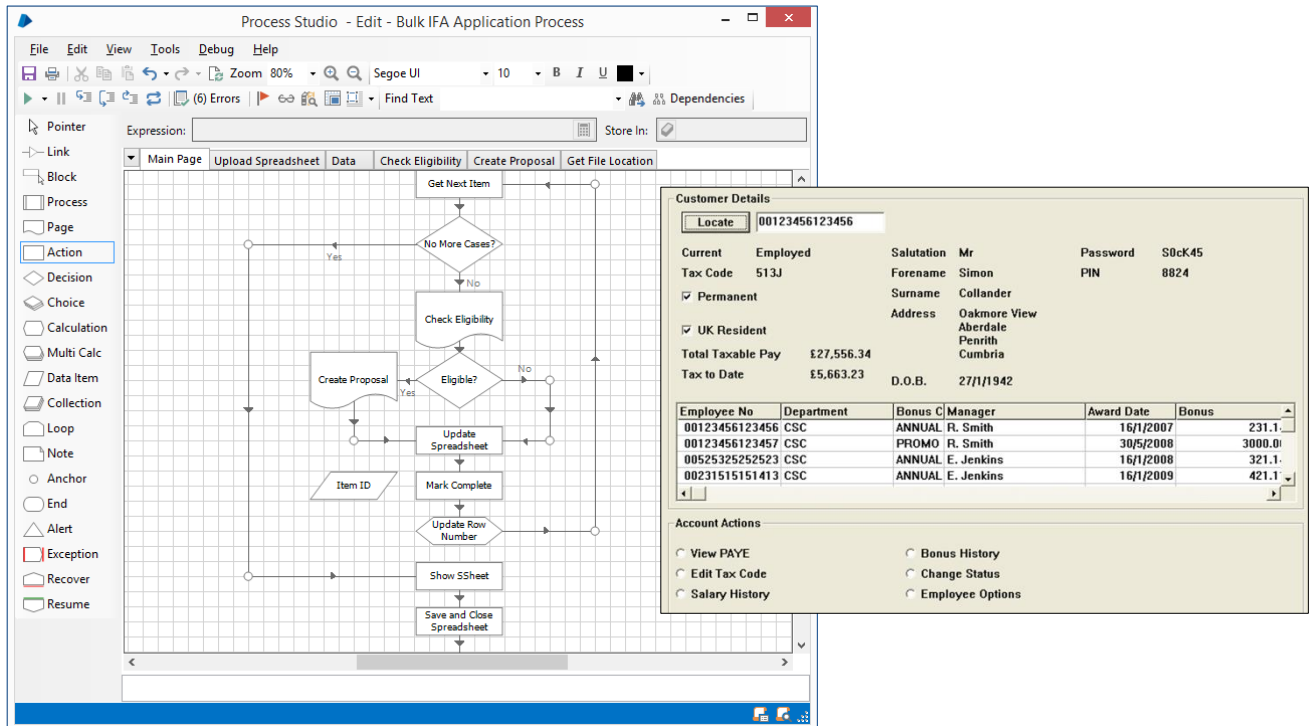 Process Studio - Edit - Bulk IFA Application Process
File Edit View Tools Debug Help
Zoom 80% Segoe UI 10 B I U
(6) Errors Find Text Dependencies
Expression: Store In:
Main Page Upload Spreadsheet Data Check Eligibility Create Proposal Get File Location
Pointer
Link
Block
Process
Page
Action
Decision
Choice
Calculation
Multi Calc
Data Item
Collection
Loop
Note
Anchor
End
Alert
Exception
Recover
Resume
Get Next Item
No More Cases?
Yes
No
Check Eligibility
Create Proposal
Yes
Eligible?
No
Update
Spreadsheet
Item ID
Mark Complete
Update Row
Number
Show SSheet
Save and Close
Spreadsheet
Customer Details
Locate 00123456123456
Current Employed Salutation Mr Password S0cK45
Tax Code 513J Forename Simon PIN 8824
Permanent Surname Collander
Address Oakmore View
UK Resident Aberdale
Penrith
Total Taxable Pay £27,556.34 Cumbria
Tax to Date £5,663.23 D.O.B. 27/1/1942
Employee No Department Bonus C Manager Award Date Bonus
00123456123456 CSC ANNUAL R. Smith 16/1/2007 231.1
00123456123457 CSC PROMO R. Smith 30/5/2008 3000.0
00525325252523 CSC ANNUAL E. Jenkins 16/1/2008 321.1
00231515151413 CSC ANNUAL E. Jenkins 16/1/2009 421.1
Account Actions
View PAYE Bonus History
Edit Tax Code Change Status
Salary History Employee Options